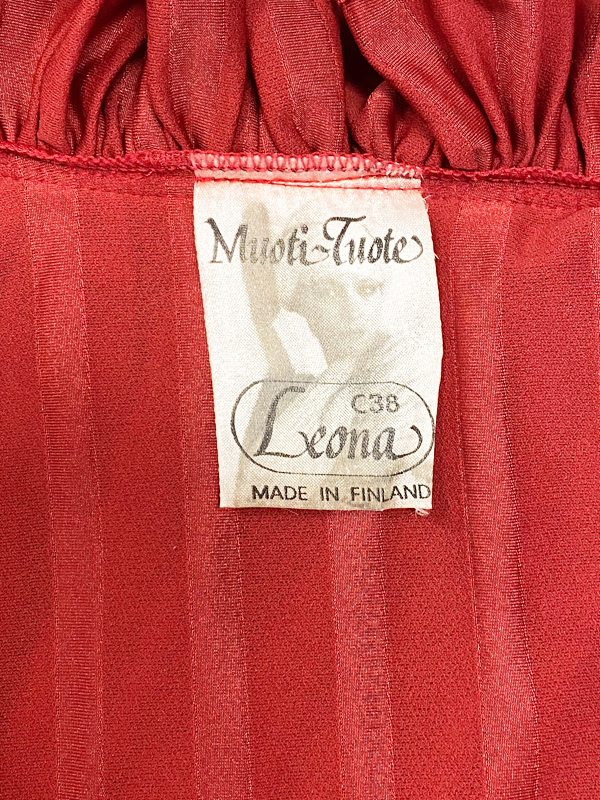 Muoti-Tuote
C38
Leona
MADE IN FINLAND